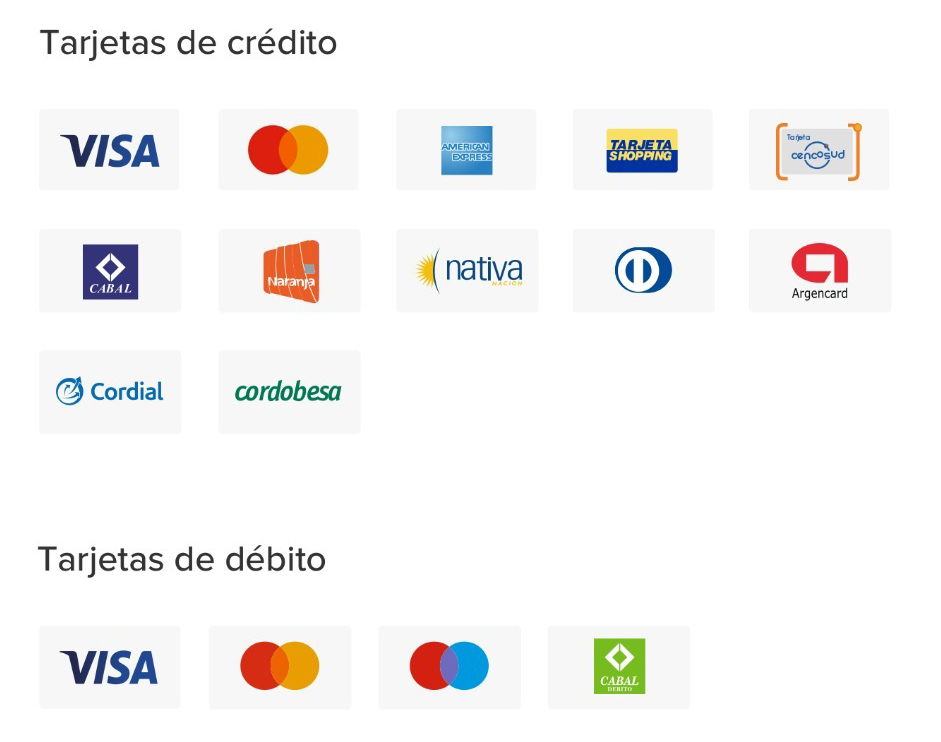 Tarjetas de crédito
VISA
AMERICAN
EXPRESS
TARJETA
SHOPPING
Tarjeta
cencosud
CABAL
Naranja
nativa
NACIÓN
Argencard
Cordial
cordobesa
Tarjetas de débito
VISA
CABAL
DEBITO